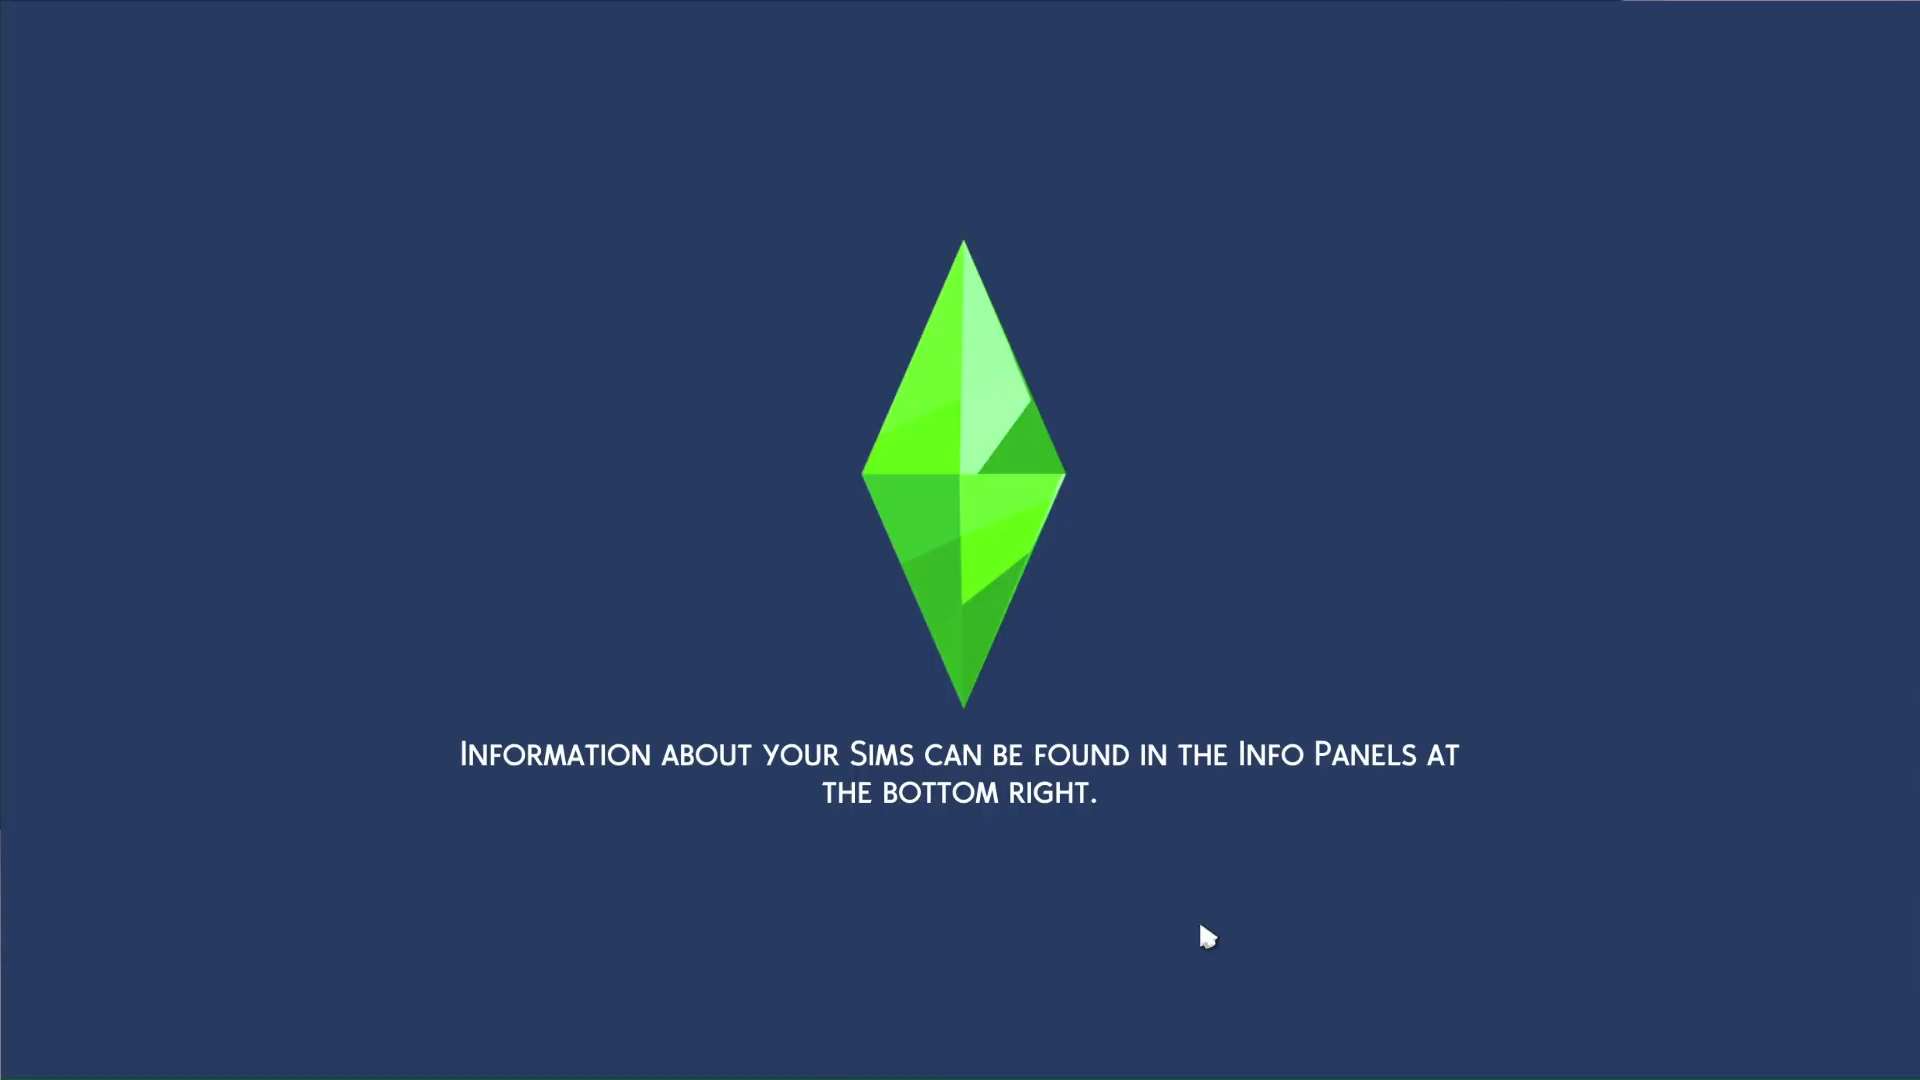 Information about your Sims can be found in the Info Panels at
the bottom right.